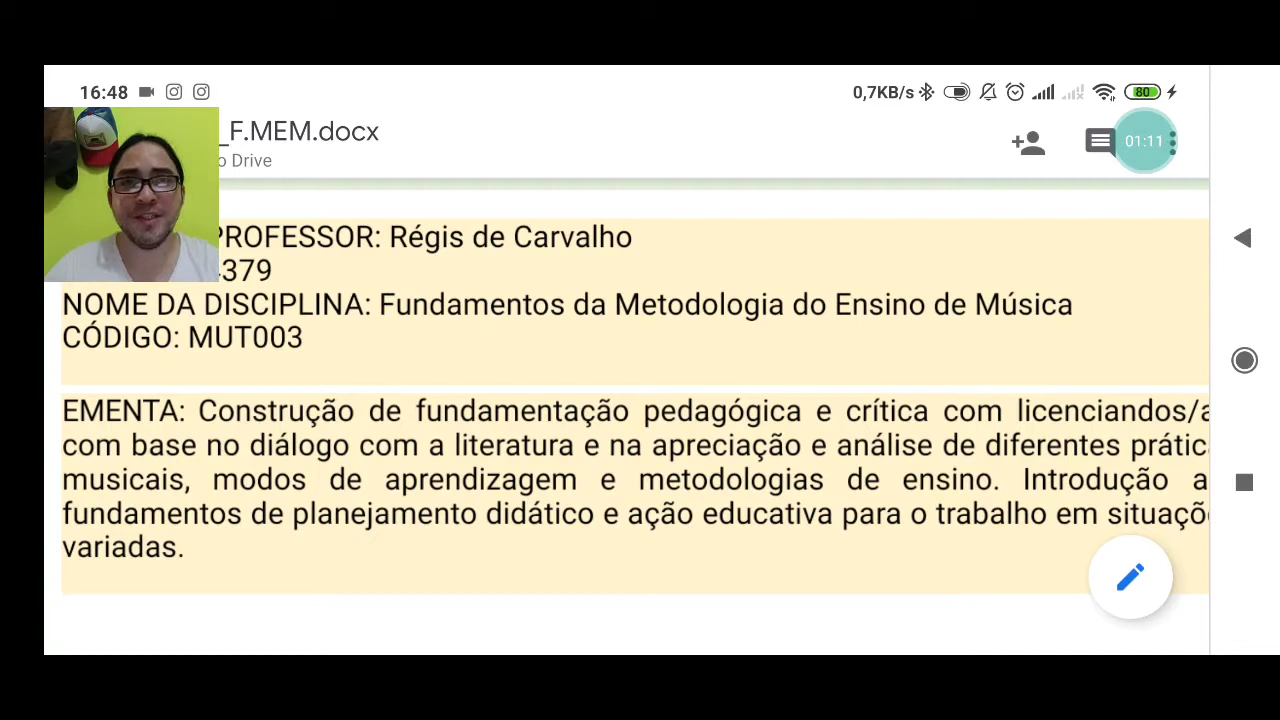 16:48
0,7KB/s
80
_F.MEM.docx
01:11
Drive
PROFESSOR: Régis de Carvalho
379
NOME DA DISCIPLINA: Fundamentos da Metodologia do Ensino de Música
CÓDIGO: MUT003
EMENTA: Construção de fundamentação pedagógica e crítica com licenciandos/a
com base no diálogo com a literatura e na apreciação e análise de diferentes prátic
musicais, modos de aprendizagem e metodologias de ensino. Introdução a
fundamentos de planejamento didático e ação educativa para o trabalho em situaçõ
variadas.